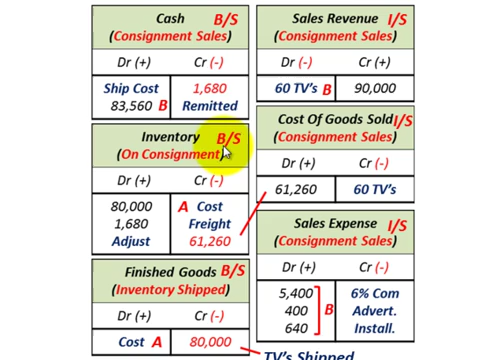 Cash B/S
(Consignment Sales)
Dr (+) Cr (-)
Ship Cost 1,680
83,560 B Remitted
Inventory B/S
(On Consignment)
Dr (+) Cr (-)
80,000 A Cost
1,680 Freight
Adjust 61,260
Finished Goods B/S
(Inventory Shipped)
Dr (+) Cr (-)
Cost A 80,000
Sales Revenue I/S
(Consignment Sales)
Dr (-) Cr (+)
60 TV's B 90,000
Cost Of Goods Sold I/S
(Consignment Sales)
Dr (+) Cr (-)
61,260 60 TV's
Sales Expense I/S
(Consignment Sales)
Dr (+) Cr (-)
5,400 6% Com
400 B Advert.
640 Install.
TV's Shipped